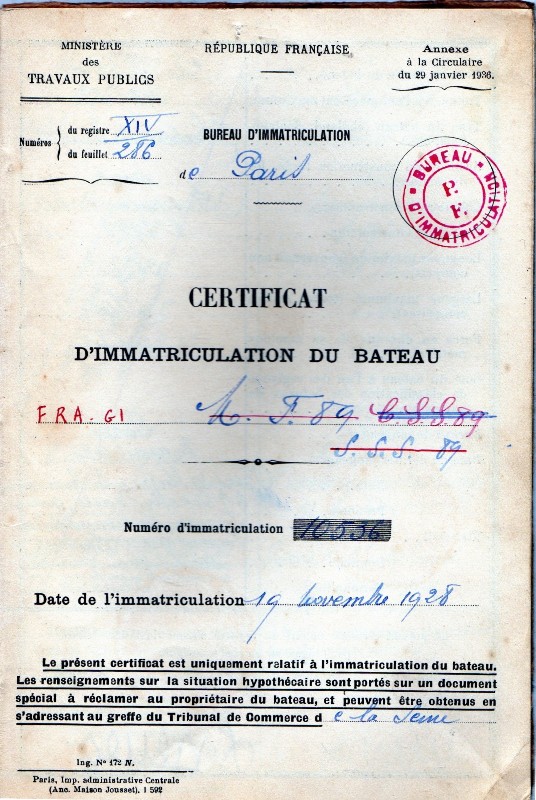 MINISTÈRE
des
TRAVAUX PUBLICS
RÉPUBLIQUE FRANÇAISE
Annexe
à la Circulaire
du 29 janvier 1936.
Numéros
du registre XIV
du feuillet 286
BUREAU D'IMMATRICULATION
de Paris
BUREAU D'IMMATRICULATION
P.
F.
CERTIFICAT
D'IMMATRICULATION DU BATEAU
FRA.GI M. F. 89 C.S.S. 89
S.S.S. 89
Numéro d'immatriculation 10536
Date de l'immatriculation 19 novembre 1928
Le présent certificat est uniquement relatif à l'immatriculation du bateau.
Les renseignements sur la situation hypothécaire sont portés sur un document
spécial à réclamer au propriétaire du bateau, et peuvent être obtenus en
s'adressant au greffe du Tribunal de Commerce de la Seine
Ing. N° 172 N.
Paris, Imp. administrative Centrale
(Anc. Maison Jousset), 1 592